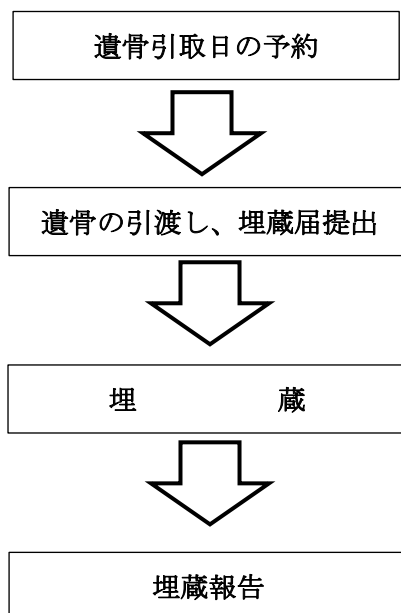 遺骨引取日の予約
遺骨の引渡し、埋蔵届提出
埋　　　　　蔵
埋蔵報告